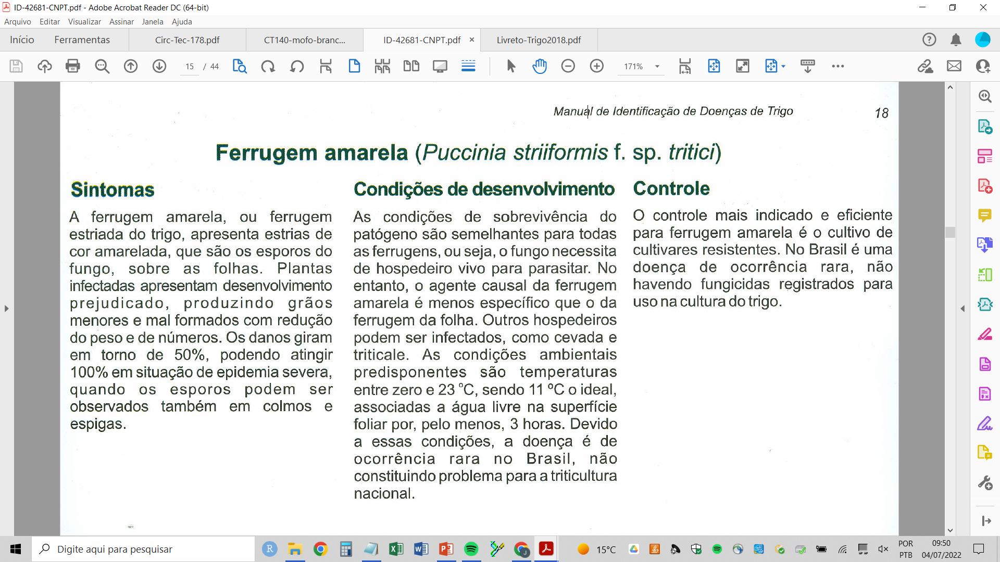 ID-42681-CNPT.pdf - Adobe Acrobat Reader DC (64-bit)
Arquivo Editar Visualizar Assinar Janela Ajuda
Início Ferramentas Circ-Tec-178.pdf CT140-mofo-branc... ID-42681-CNPT.pdf × Livreto-Trigo2018.pdf
15 / 44 171%
Manual de Identificação de Doenças de Trigo 18
Ferrugem amarela (Puccinia striiformis f. sp. tritici)
Sintomas
A ferrugem amarela, ou ferrugem
estriada do trigo, apresenta estrias de
cor amarelada, que são os esporos do
fungo, sobre as folhas. Plantas
infectadas apresentam desenvolvimento
prejudicado, produzindo grãos
menores e mal formados com redução
do peso e de números. Os danos giram
em torno de 50%, podendo atingir
100% em situação de epidemia severa,
quando os esporos podem ser
observados também em colmos e
espigas.
Condições de desenvolvimento
As condições de sobrevivência do
patógeno são semelhantes para todas
as ferrugens, ou seja, o fungo necessita
de hospedeiro vivo para parasitar. No
entanto, o agente causal da ferrugem
amarela é menos específico que o da
ferrugem da folha. Outros hospedeiros
podem ser infectados, como cevada e
triticale. As condições ambientais
predisponentes são temperaturas
entre zero e 23 ºC, sendo 11 ºC o ideal,
associadas a água livre na superfície
foliar por, pelo menos, 3 horas. Devido
a essas condições, a doença é de
ocorrência rara no Brasil, não
constituindo problema para a triticultura
nacional.
Controle
O controle mais indicado e eficiente
para ferrugem amarela é o cultivo de
cultivares resistentes. No Brasil é uma
doença de ocorrência rara, não
havendo fungicidas registrados para
uso na cultura do trigo.
Digite aqui para pesquisar
15°C
POR
PTB
09:50
04/07/2022